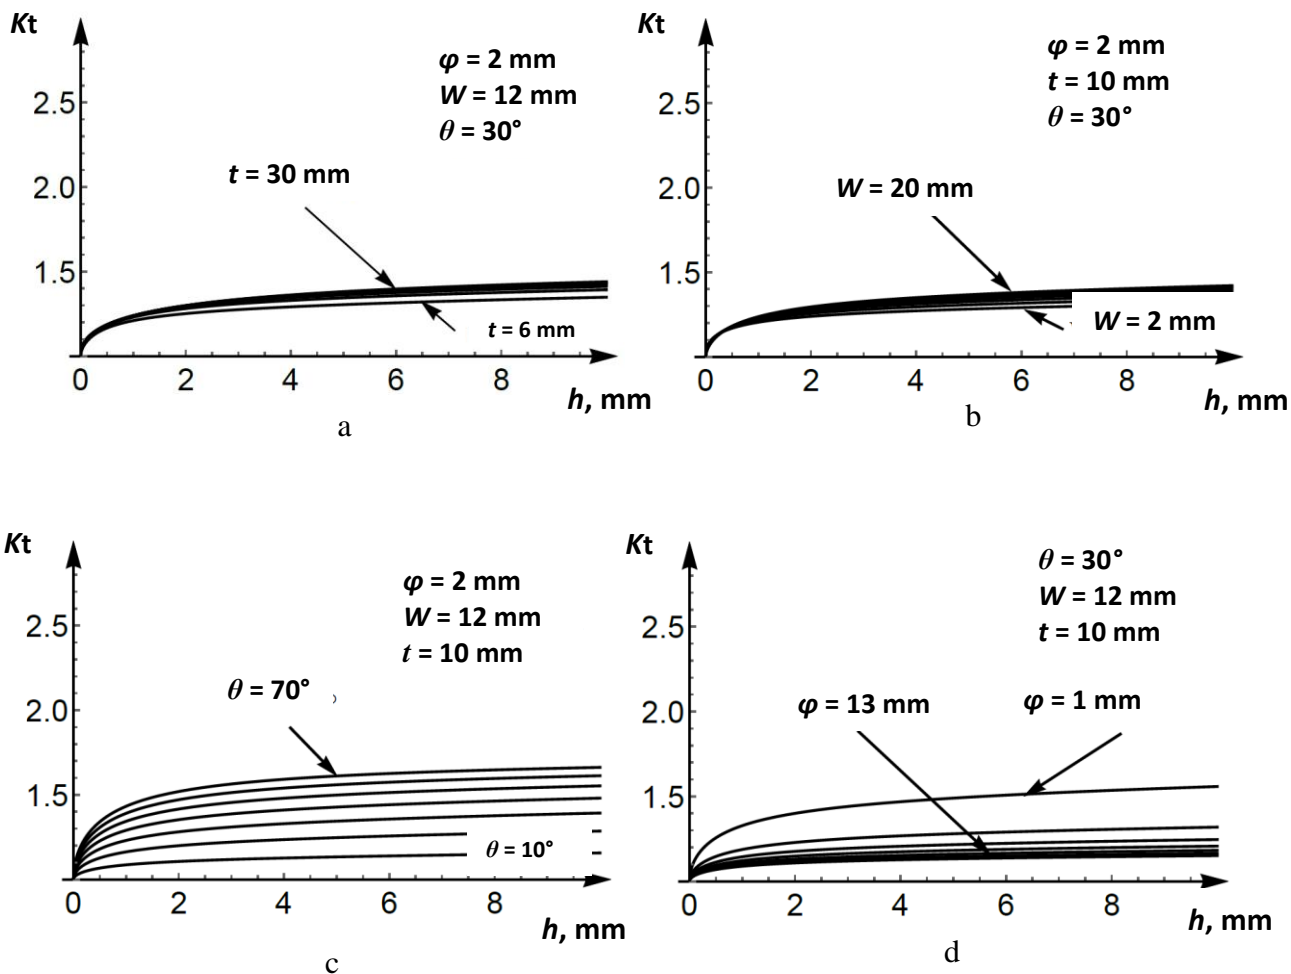 Kt
φ = 2 mm
W = 12 mm
θ = 30°
t = 30 mm
t = 6 mm
2.5
2.0
1.5
0 2 4 6 8
h, mm
a
Kt
φ = 2 mm
t = 10 mm
θ = 30°
W = 20 mm
W = 2 mm
2.5
2.0
1.5
0 2 4 6 8
h, mm
b
Kt
φ = 2 mm
W = 12 mm
t = 10 mm
θ = 70°
θ = 10°
2.5
2.0
1.5
0 2 4 6 8
h, mm
c
Kt
θ = 30°
W = 12 mm
t = 10 mm
φ = 13 mm
φ = 1 mm
2.5
2.0
1.5
0 2 4 6 8
h, mm
d